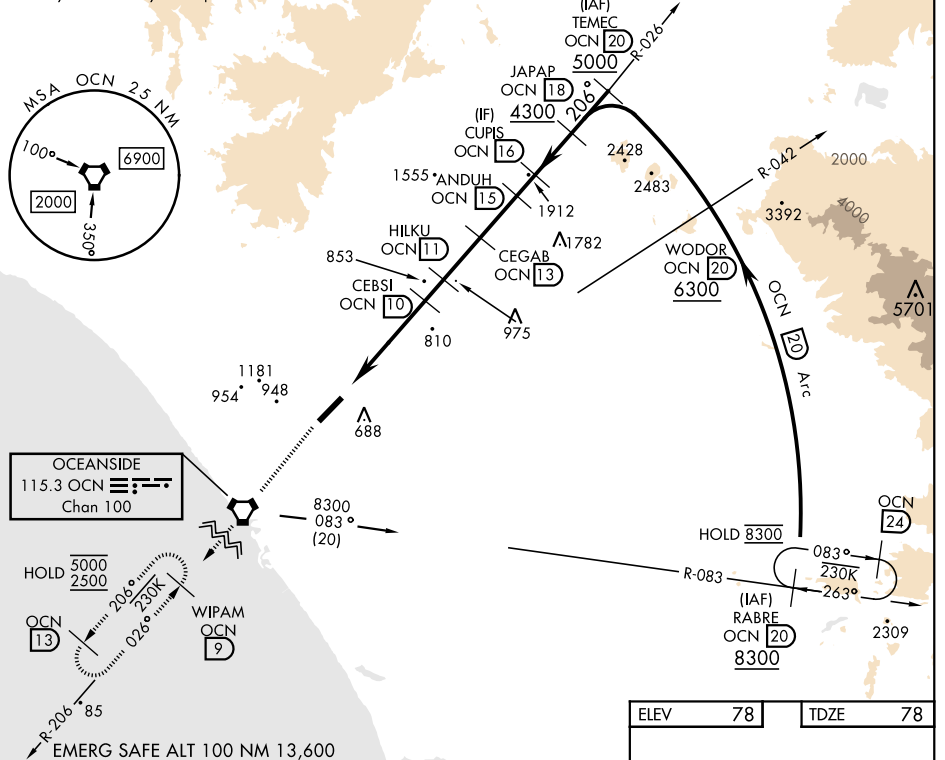 (IAF)
TEMEC
OCN 20
5000
R-026
JAPAP
OCN 18
4300
206°
(IF)
CUPIS
OCN 16
MSA OCN 25 NM
100°
6900
2000
350°
1555
ANDUH
OCN 15
1912
2428
2483
R-042
2000
4000
3392
HILKU
OCN 11
853
CEGAB
OCN 13
1782
WODOR
OCN 20
6300
CEBSI
OCN 10
975
810
OCN 20 Arc
5701
1181
954
948
688
OCEANSIDE
115.3 OCN
Chan 100
8300
083°
(20)
HOLD 8300
OCN
24
083°
230K
263°
R-083
(IAF)
RABRE
OCN 20
8300
2309
HOLD 5000
2500
206°
230K
026°
WIPAM
OCN
9
OCN
13
R-206
85
ELEV 78
TDZE 78
EMERG SAFE ALT 100 NM 13,600